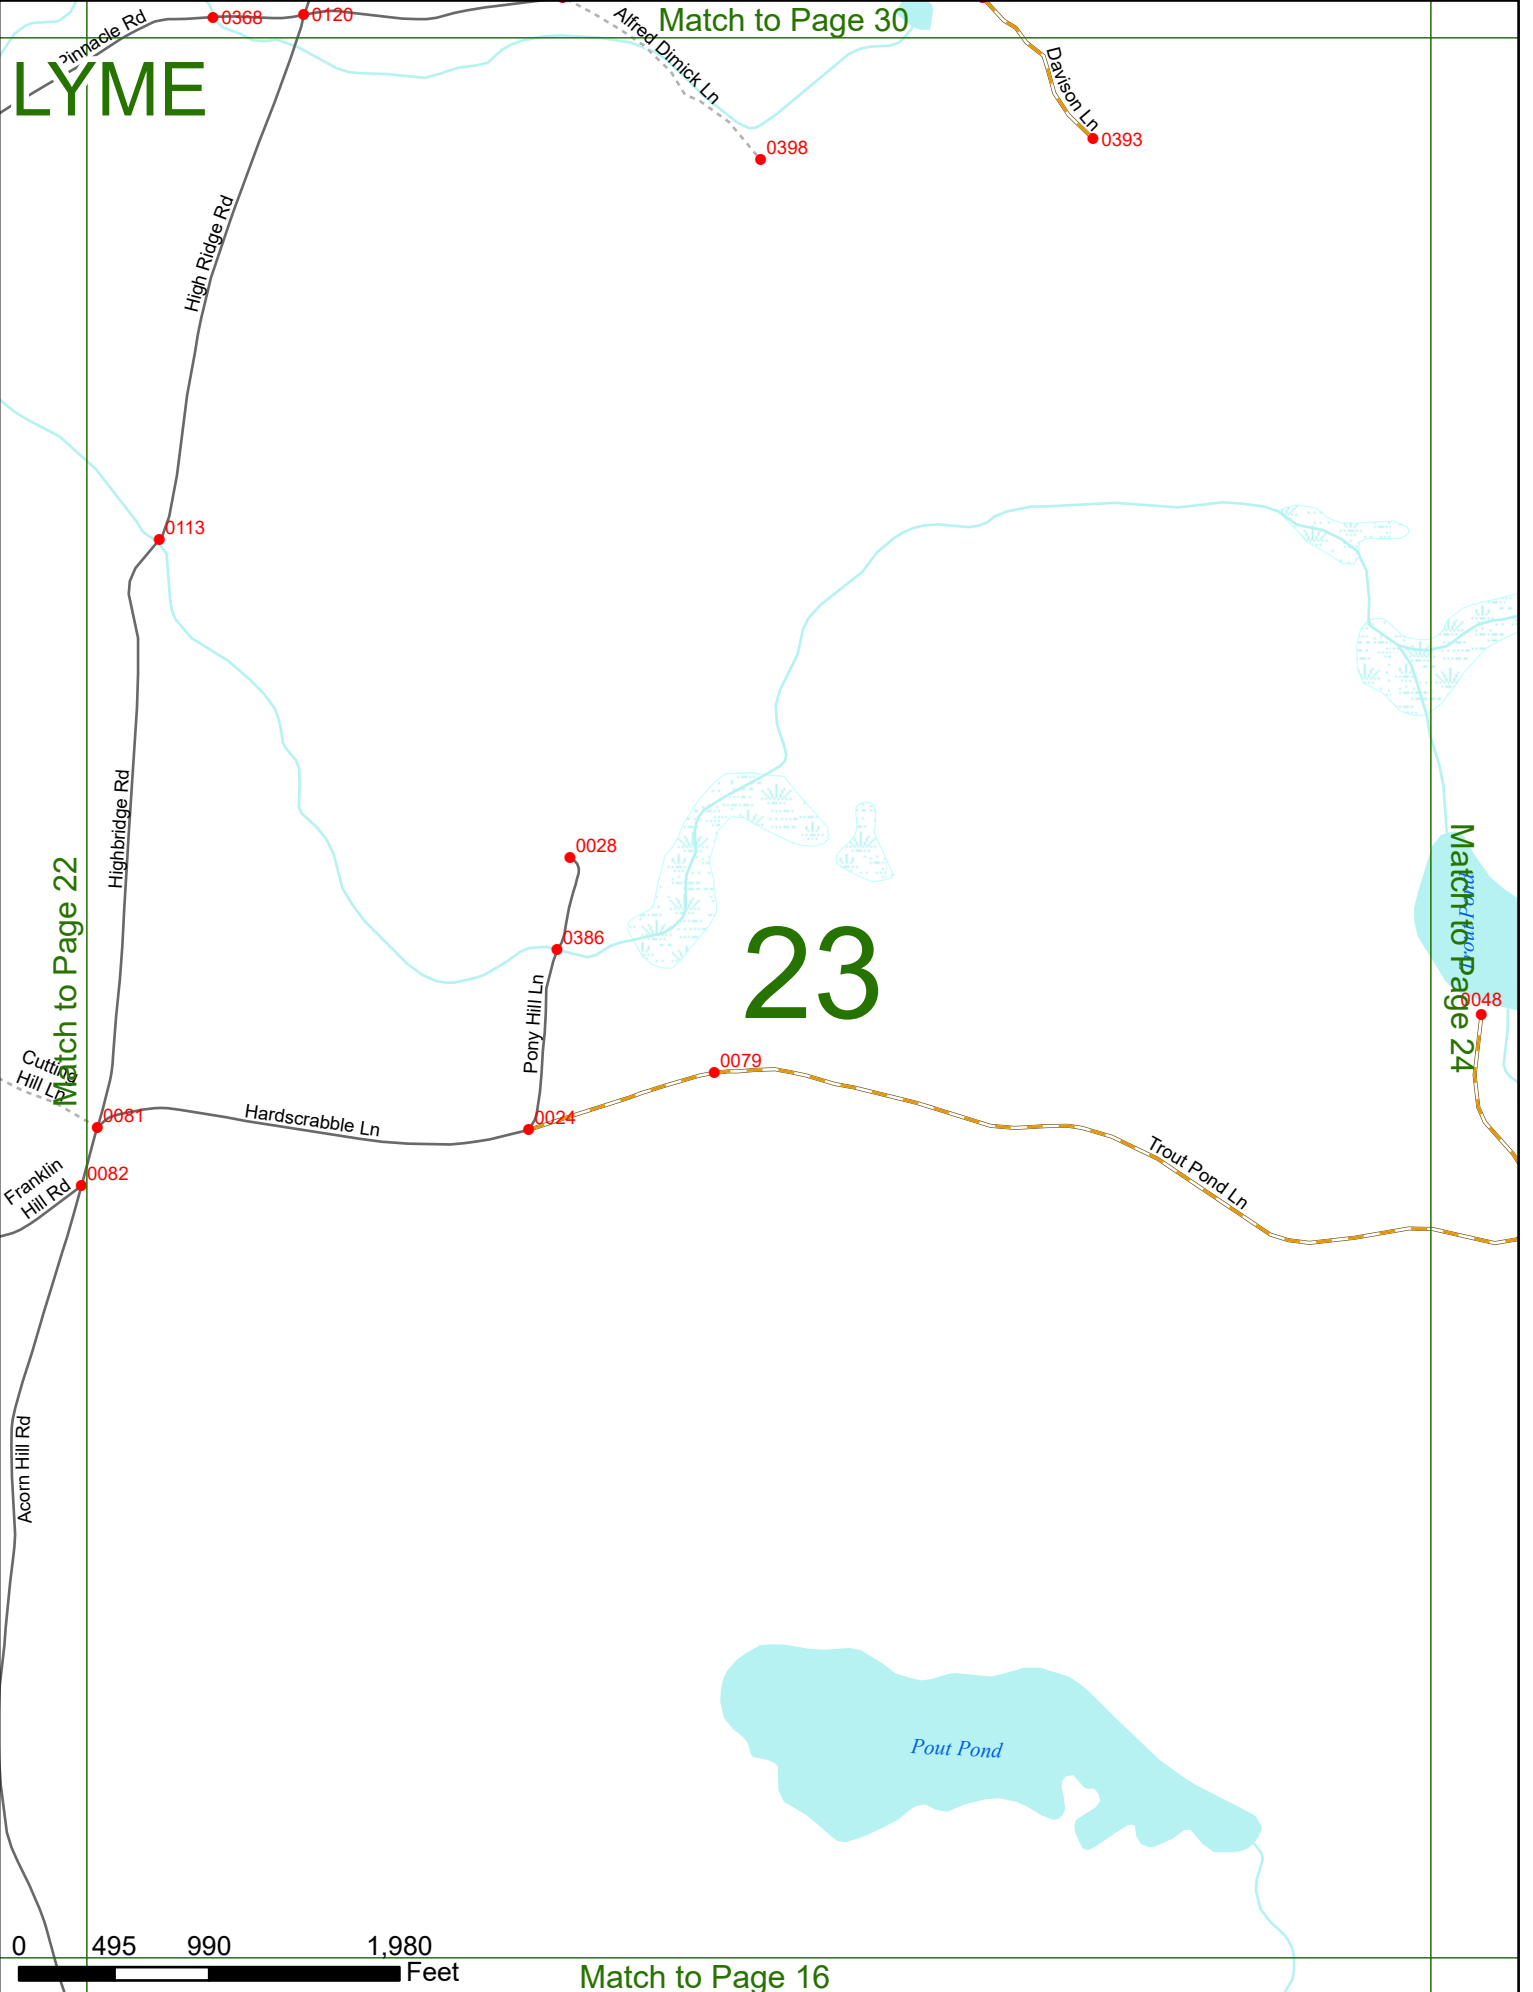 Match to Page 30
Pinnacle Rd
0368
0120
Alfred Dimick Ln
Davison Ln
LYME
0398
0393
High Ridge Rd
0113
Highbridge Rd
Match to Page 22
0028
0386
Pony Hill Ln
23
Match to Page 24
Trout Pond
0048
0079
Cutting
Hill Ln
0081
Hardscrabble Ln
0024
Trout Pond Ln
Franklin
Hill Rd
0082
Acorn Hill Rd
Pout Pond
0 495 990 1,980
Feet
Match to Page 16